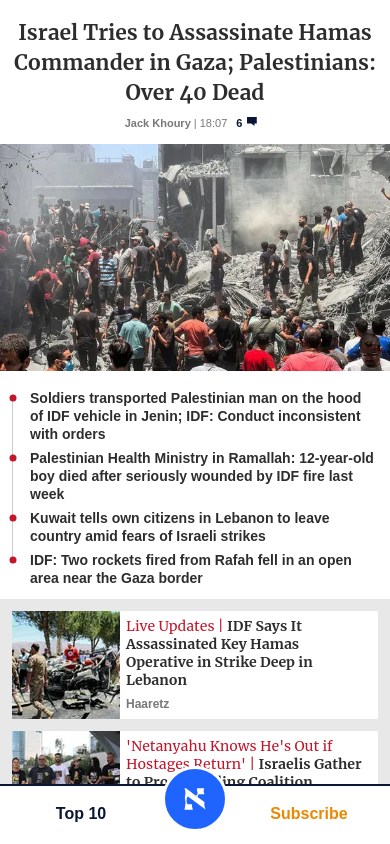 Israel Tries to Assassinate Hamas
Commander in Gaza; Palestinians:
Over 40 Dead
Jack Khoury | 18:07 6
Soldiers transported Palestinian man on the hood
of IDF vehicle in Jenin; IDF: Conduct inconsistent
with orders
Palestinian Health Ministry in Ramallah: 12-year-old
boy died after seriously wounded by IDF fire last
week
Kuwait tells own citizens in Lebanon to leave
country amid fears of Israeli strikes
IDF: Two rockets fired from Rafah fell in an open
area near the Gaza border
Live Updates | IDF Says It
Assassinated Key Hamas
Operative in Strike Deep in
Lebanon
Haaretz
'Netanyahu Knows He's Out if
Hostages Return' | Israelis Gather
Coalition
Top 10
Subscribe